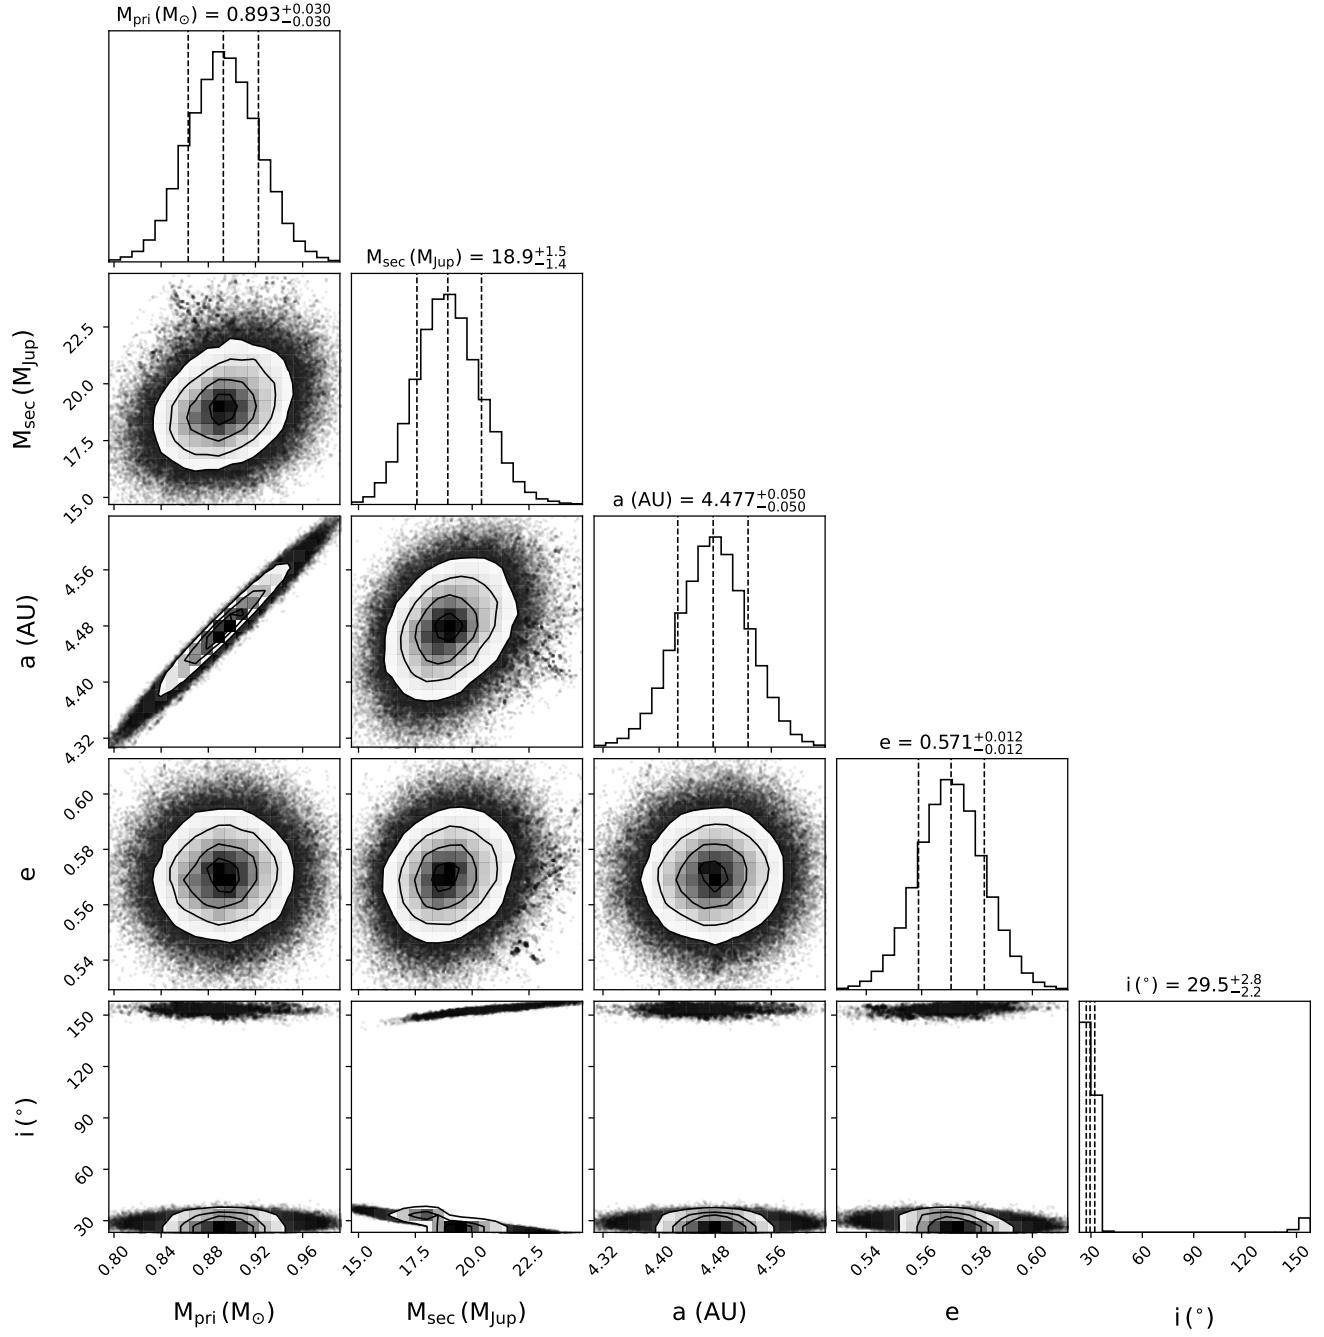 M_pri (M_⊙) = 0.893 +0.030 −0.030
M_sec (M_Jup) = 18.9 +1.5 −1.4
M_sec (M_Jup)
22.5
20.0
17.5
15.0
a (AU) = 4.477 +0.050 −0.050
a (AU)
4.56
4.48
4.40
4.32
e = 0.571 +0.012 −0.012
e
0.60
0.58
0.56
0.54
i (°) = 29.5 +2.8 −2.2
i (°)
150
120
90
60
30
0.80 0.84 0.88 0.92 0.96 15.0 17.5 20.0 22.5 4.32 4.40 4.48 4.56 0.54 0.56 0.58 0.60 30 60 90 120 150
M_pri (M_⊙) M_sec (M_Jup) a (AU) e i (°)